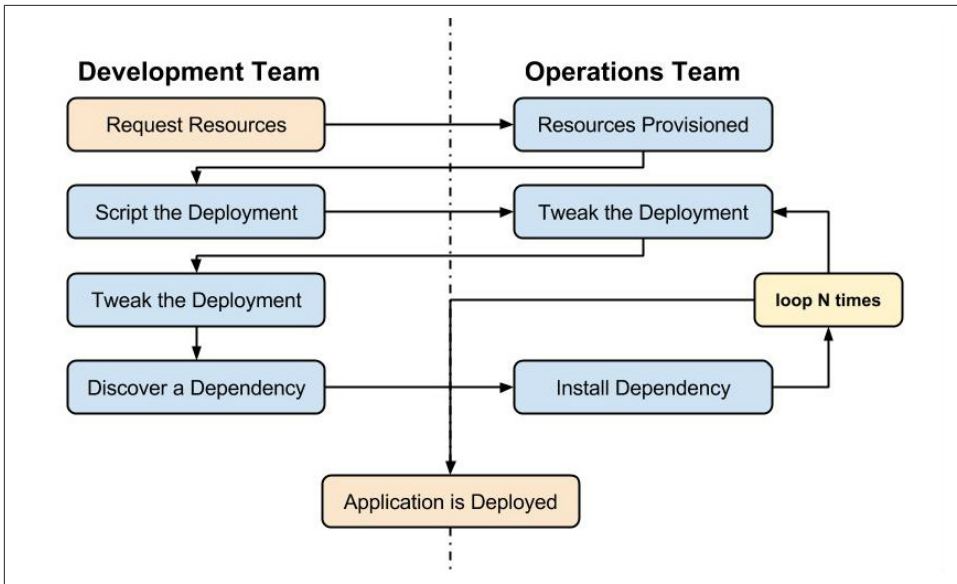 Development Team
Operations Team
Request Resources
Resources Provisioned
Script the Deployment
Tweak the Deployment
Tweak the Deployment
loop N times
Discover a Dependency
Install Dependency
Application is Deployed